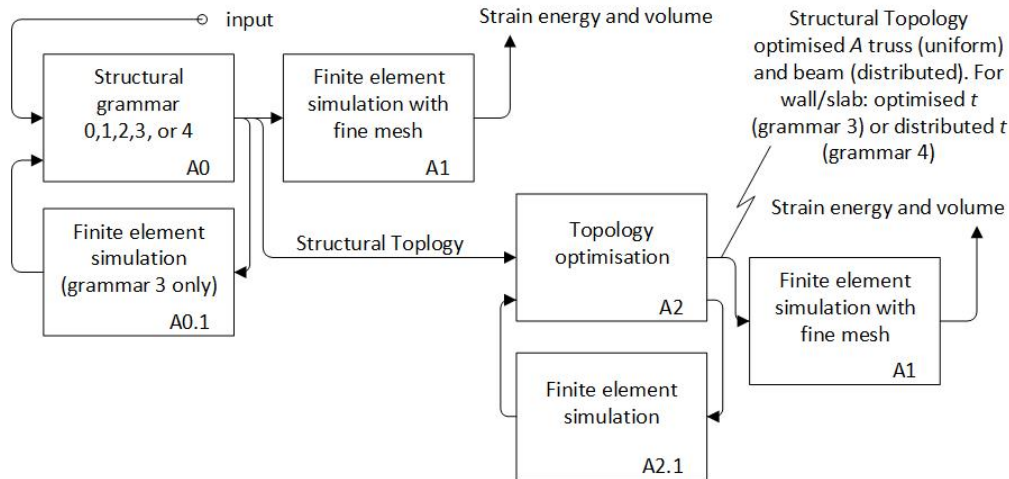 input
Structural
grammar
0,1,2,3, or 4
A0
Finite element
simulation with
fine mesh
A1
Strain energy and volume
Structural Topology
optimised A truss (uniform)
and beam (distributed). For
wall/slab: optimised t
(grammar 3) or distributed t
(grammar 4)
Finite element
simulation
(grammar 3 only)
A0.1
Structural Toplogy
Topology
optimisation
A2
Strain energy and volume
Finite element
simulation with
fine mesh
A1
Finite element
simulation
A2.1